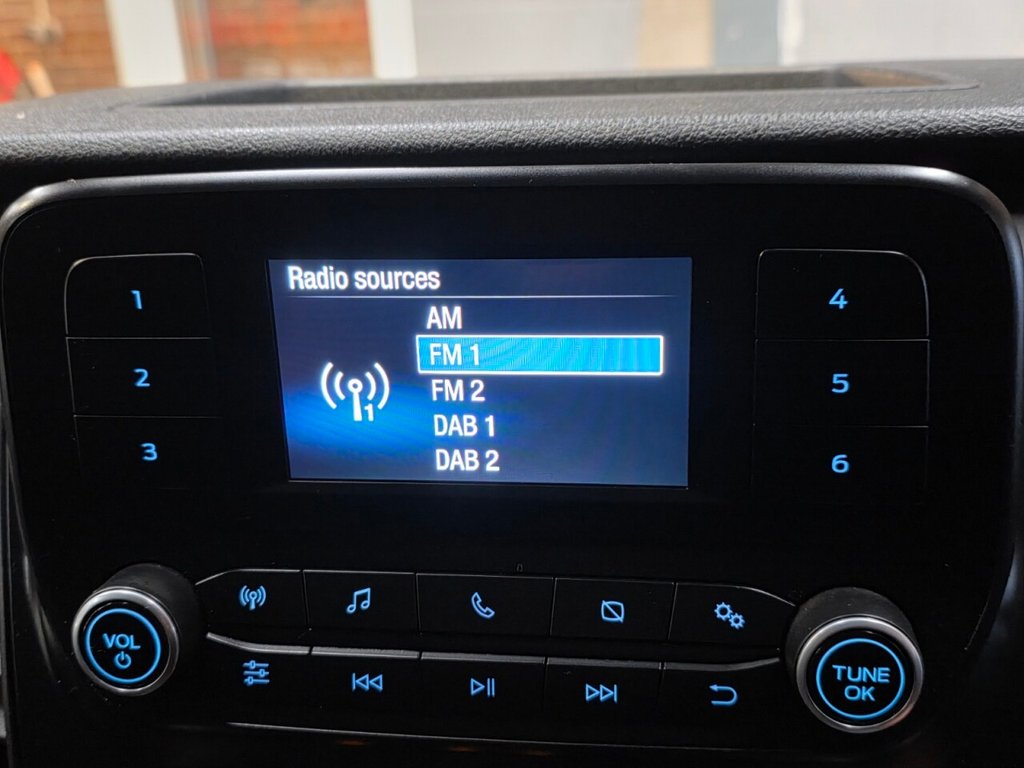 Radio sources
AM
FM 1
FM 2
DAB 1
DAB 2
1
1
2
3
4
5
6
VOL
TUNE
OK